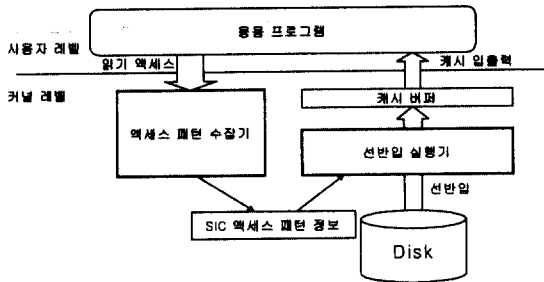 응용 프로그램
사용자 레벨
읽기 액세스
캐시 입출력
커널 레벨
캐시 버퍼
액세스 패턴 수집기
선반입 실행기
선반입
SIC 액세스 패턴 정보
Disk